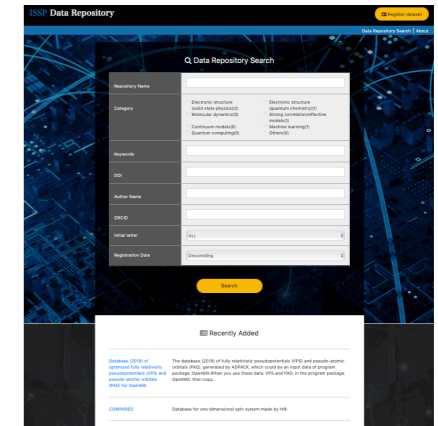 ISSP Data Repository
Register dataset
Data Repository Search | About
Data Repository Search
Repository Name
Category
Electronic structure
(solid state physics)(2)
Electronic structure
(quantum chemistry)(1)
Molecular dynamics(0)
Strong correlation/effective
models(1)
Continuum models(0)
Machine learning(1)
Quantum computing(0)
Others(0)
Keywords
DOI
Author Name
ORCID
Initial letter
ALL
Registration Date
Descending
Search
Recently Added
Database (2019) of
optimized fully relativistic
pseudopotentials (VPS) and
pseudo-atomic orbitals
(PAO) for OpenMX
The database (2019) of fully relativistic pseudopotentials (VPS) and pseudo-atomic
orbitals (PAO), generated by ADPACK, which could be an input data of program
package, OpenMX.When you use these data, VPS and PAO, in the program package,
OpenMX, then copy...
COMPARED
Database for one dimensional spin system made by HΦ.